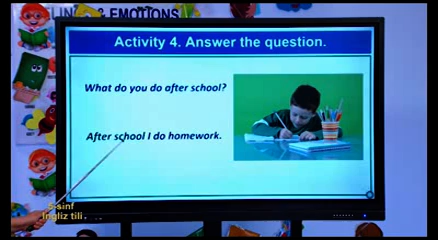 & EMOTIONS
Activity 4. Answer the question.
What do you do after school?
After school I do homework.
5-sinf
Ingliz tili